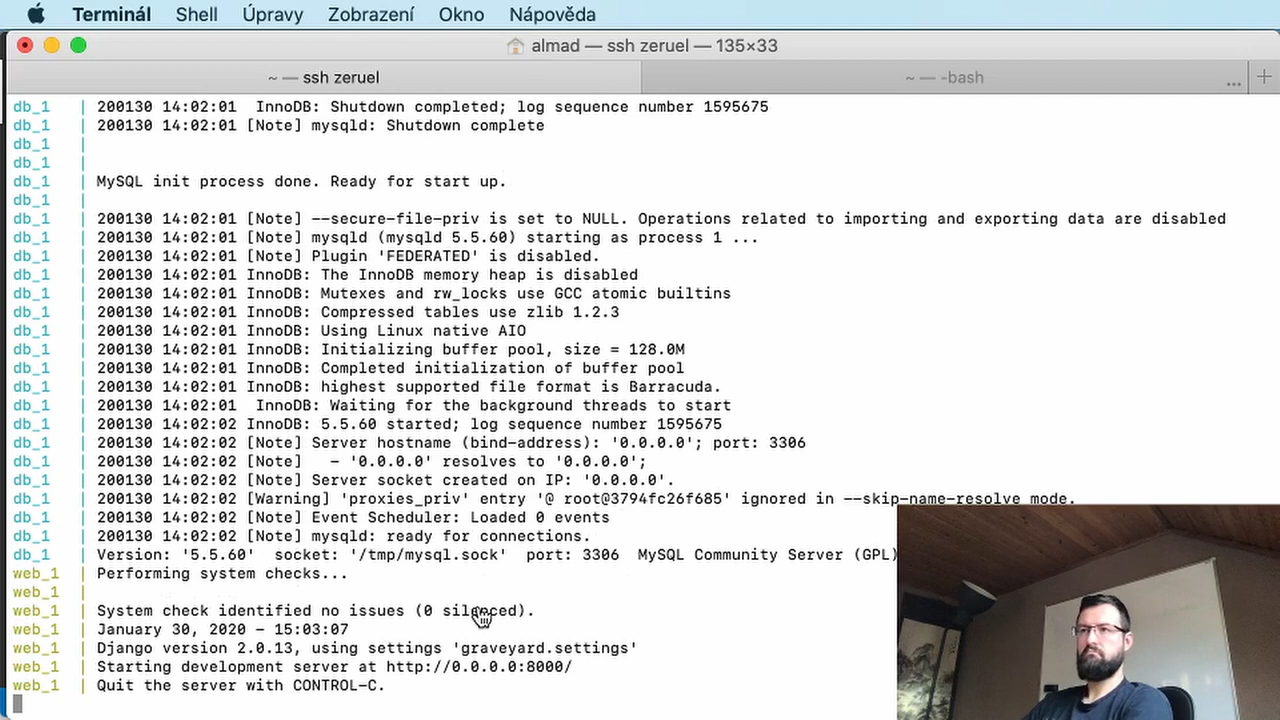 Terminál Shell Úpravy Zobrazení Okno Nápověda
almad — ssh zeruel — 135×33
~ — ssh zeruel
~ — -bash
...
+
db_1 | 200130 14:02:01  InnoDB: Shutdown completed; log sequence number 1595675
db_1 | 200130 14:02:01 [Note] mysqld: Shutdown complete
db_1 |
db_1 |
db_1 | MySQL init process done. Ready for start up.
db_1 |
db_1 | 200130 14:02:01 [Note] --secure-file-priv is set to NULL. Operations related to importing and exporting data are disabled
db_1 | 200130 14:02:01 [Note] mysqld (mysqld 5.5.60) starting as process 1 ...
db_1 | 200130 14:02:01 [Note] Plugin 'FEDERATED' is disabled.
db_1 | 200130 14:02:01 InnoDB: The InnoDB memory heap is disabled
db_1 | 200130 14:02:01 InnoDB: Mutexes and rw_locks use GCC atomic builtins
db_1 | 200130 14:02:01 InnoDB: Compressed tables use zlib 1.2.3
db_1 | 200130 14:02:01 InnoDB: Using Linux native AIO
db_1 | 200130 14:02:01 InnoDB: Initializing buffer pool, size = 128.0M
db_1 | 200130 14:02:01 InnoDB: Completed initialization of buffer pool
db_1 | 200130 14:02:01 InnoDB: highest supported file format is Barracuda.
db_1 | 200130 14:02:01  InnoDB: Waiting for the background threads to start
db_1 | 200130 14:02:02 InnoDB: 5.5.60 started; log sequence number 1595675
db_1 | 200130 14:02:02 [Note] Server hostname (bind-address): '0.0.0.0'; port: 3306
db_1 | 200130 14:02:02 [Note]   - '0.0.0.0' resolves to '0.0.0.0';
db_1 | 200130 14:02:02 [Note] Server socket created on IP: '0.0.0.0'.
db_1 | 200130 14:02:02 [Warning] 'proxies_priv' entry '@ root@3794fc26f685' ignored in --skip-name-resolve mode.
db_1 | 200130 14:02:02 [Note] Event Scheduler: Loaded 0 events
db_1 | 200130 14:02:02 [Note] mysqld: ready for connections.
db_1 | Version: '5.5.60'  socket: '/tmp/mysql.sock'  port: 3306  MySQL Community Server (GPL)
web_1 | Performing system checks...
web_1 |
web_1 | System check identified no issues (0 silenced).
web_1 | January 30, 2020 - 15:03:07
web_1 | Django version 2.0.13, using settings 'graveyard.settings'
web_1 | Starting development server at http://0.0.0.0:8000/
web_1 | Quit the server with CONTROL-C.